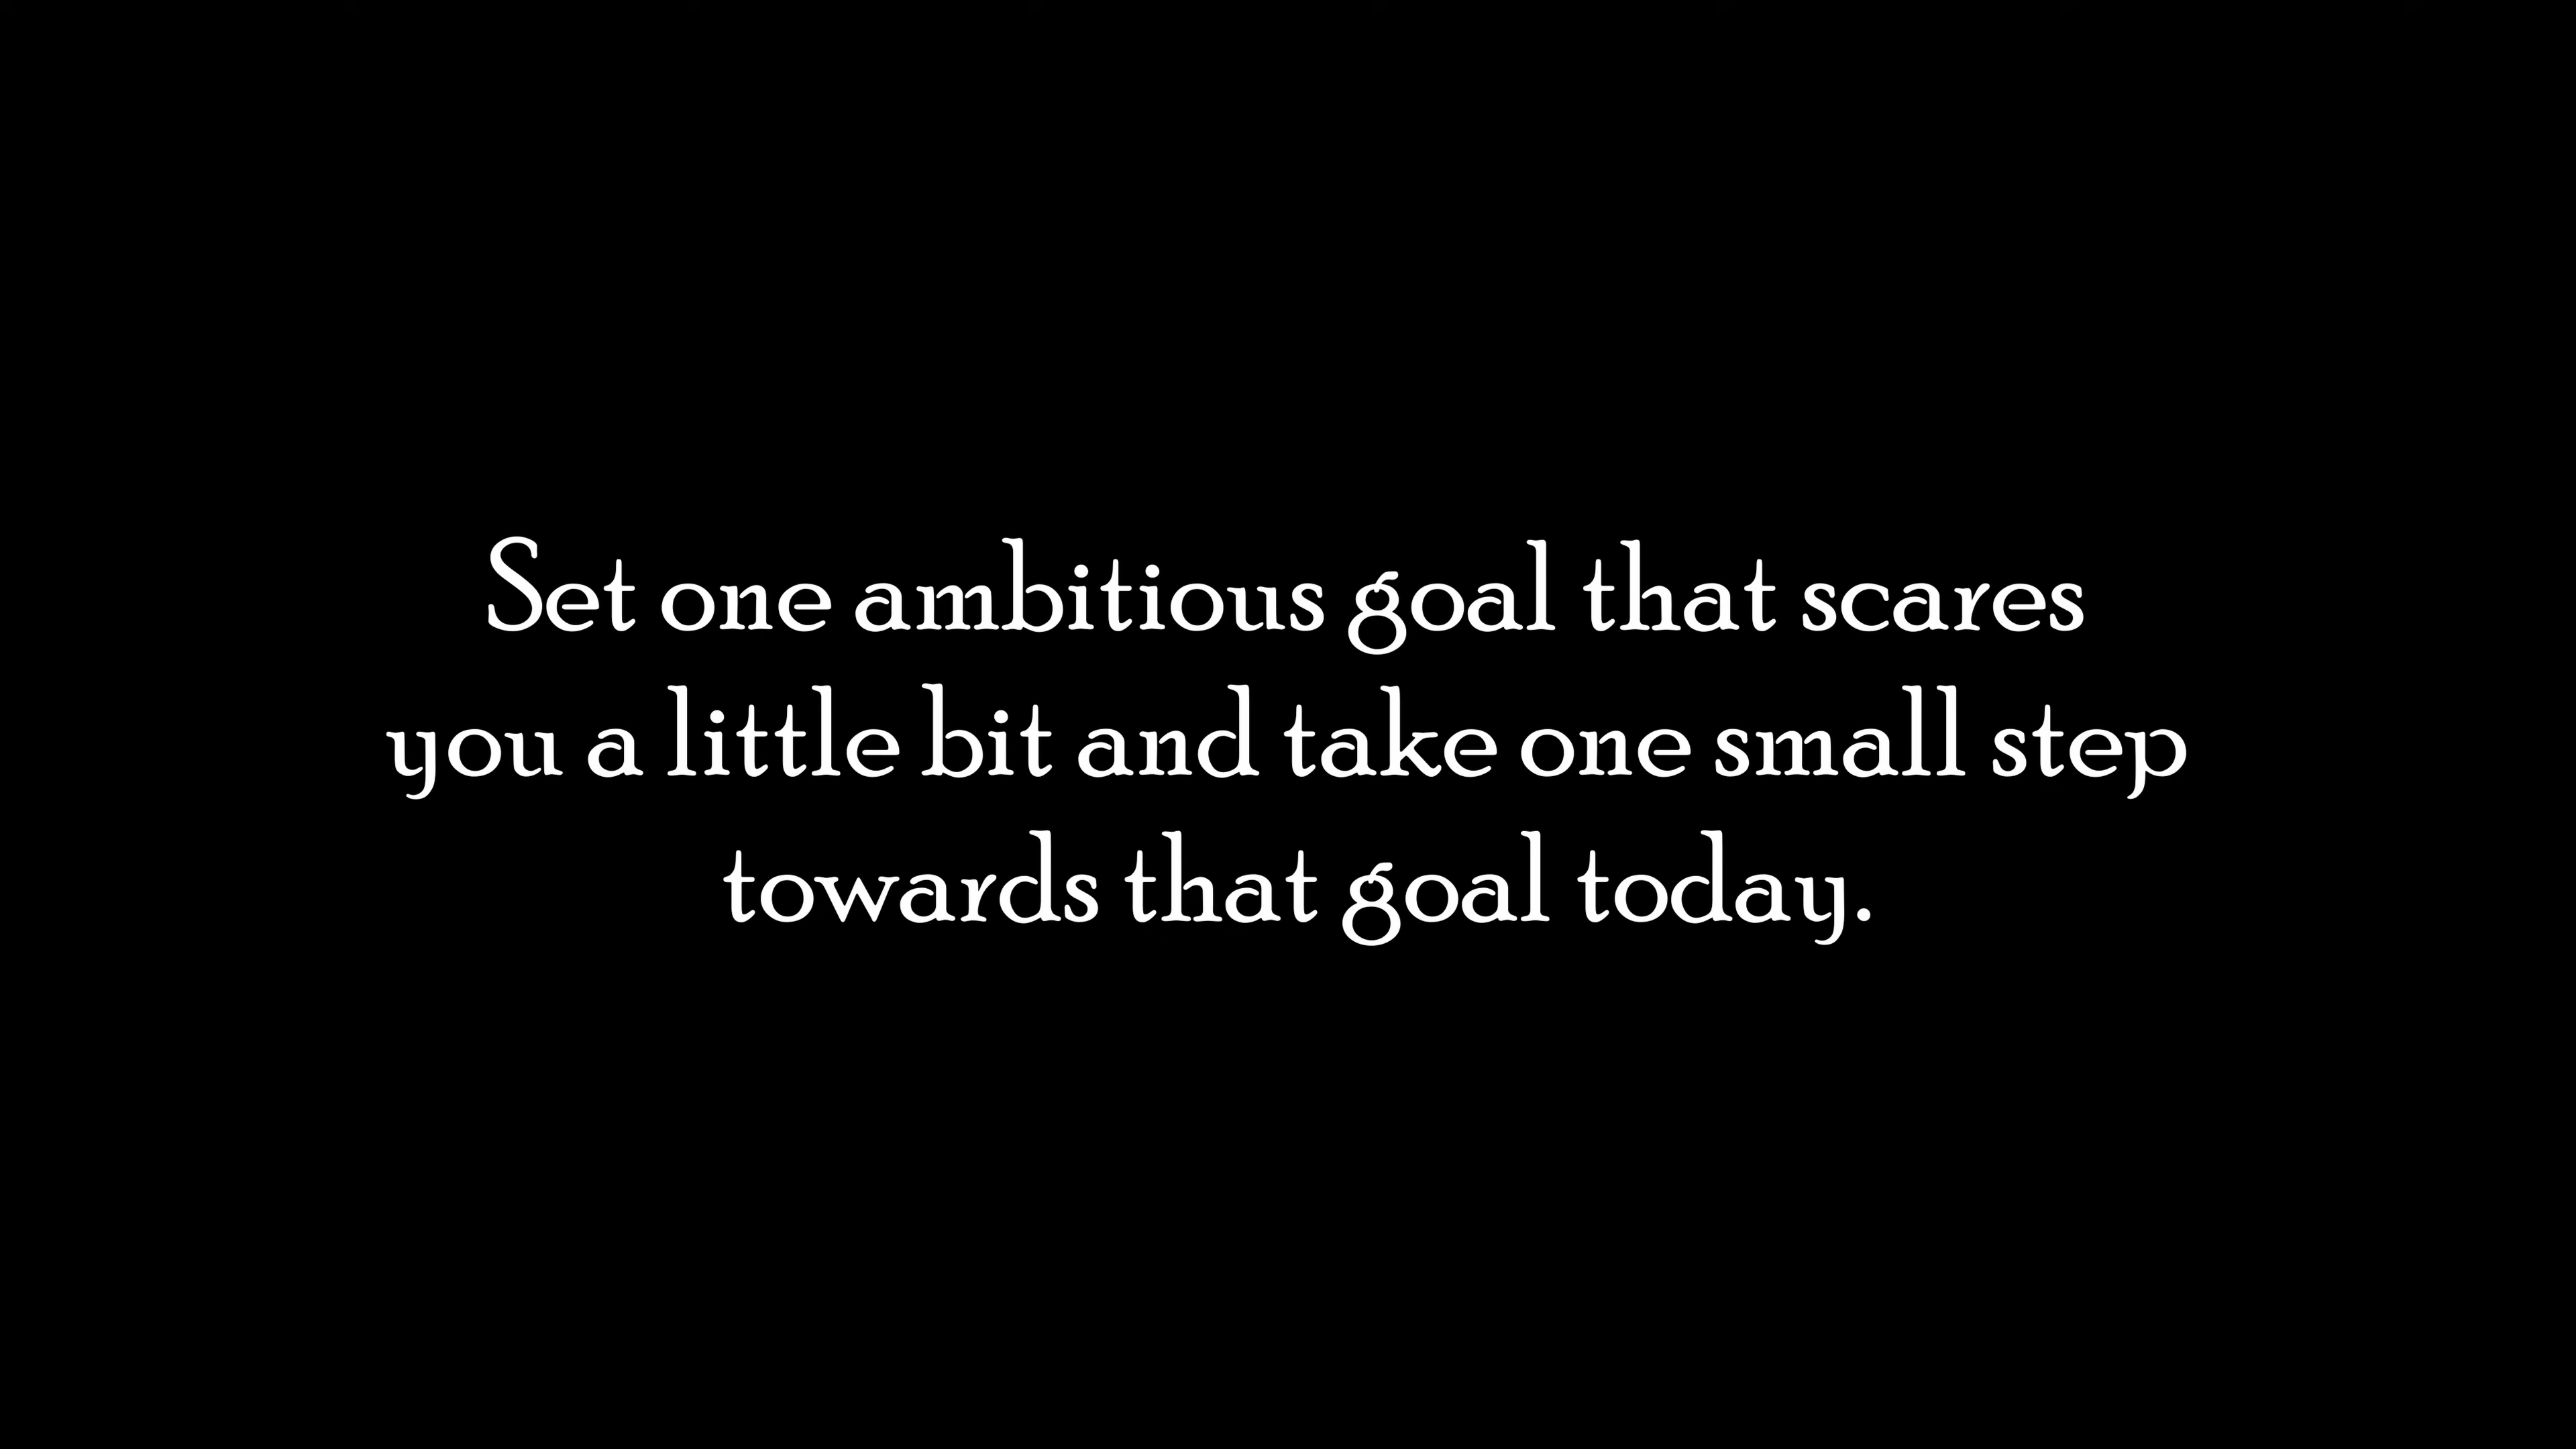 Set one ambitious goal that scares
you a little bit and take one small step
towards that goal today.